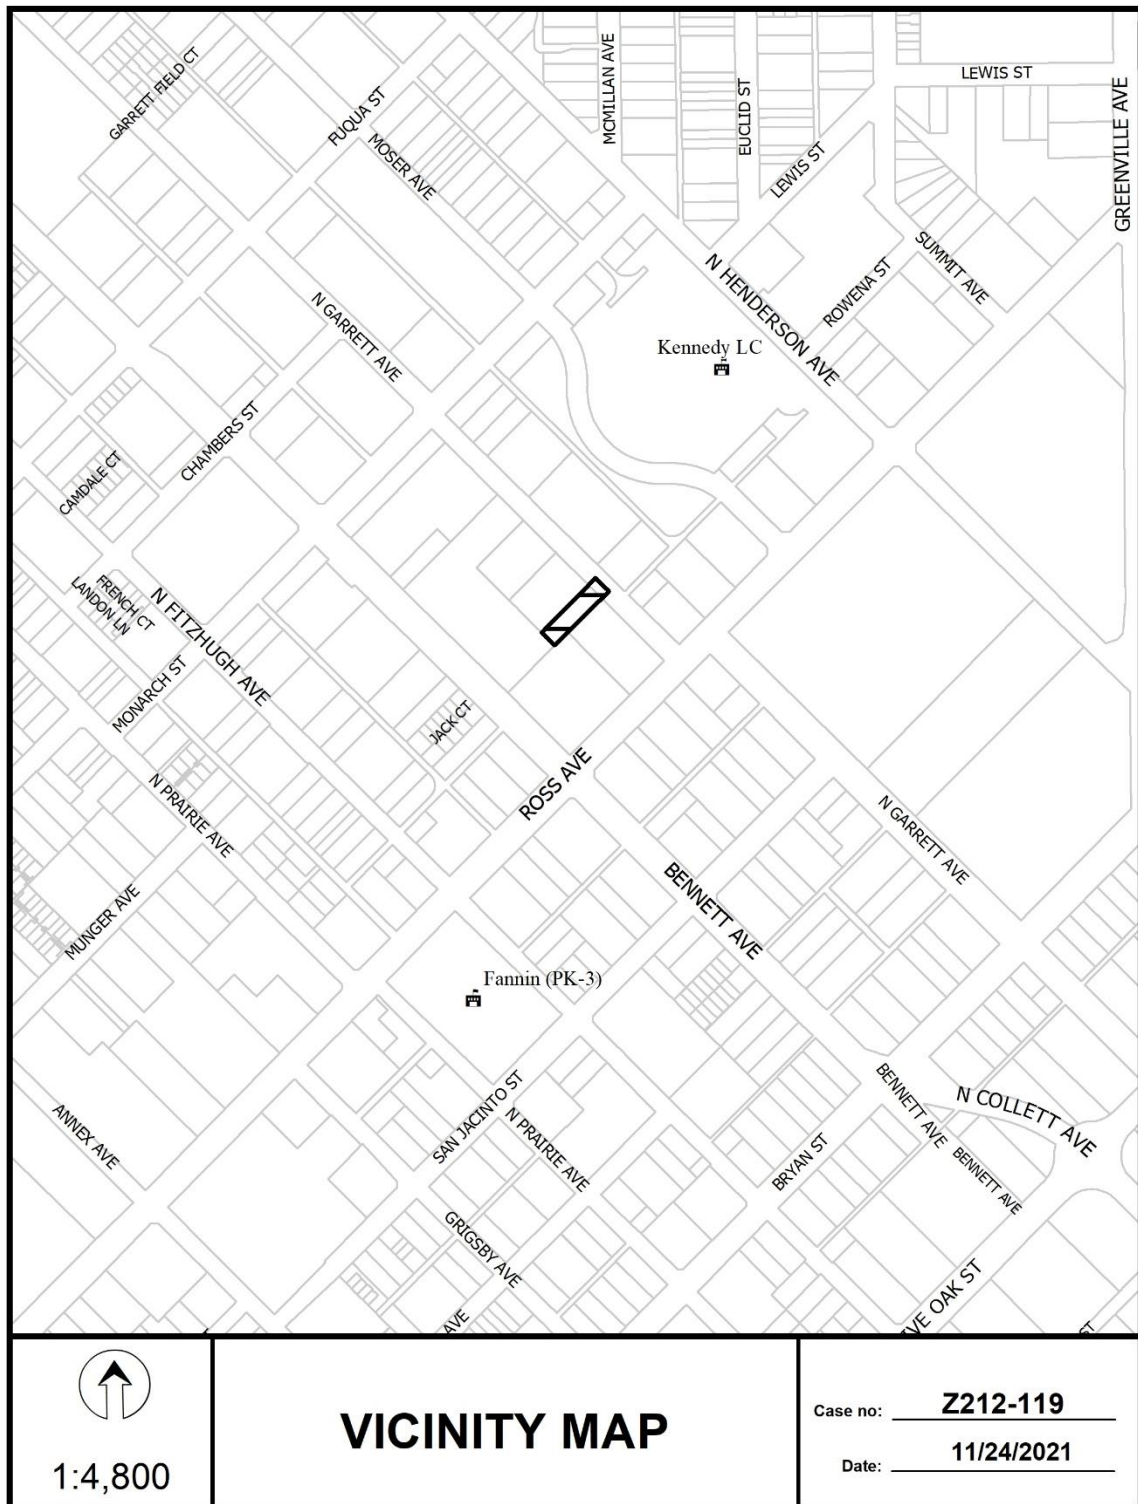 MCMILLAN AVE
GARRETT FIELD CT
LEWIS ST
FUQUA ST
EUCLID ST
GREENVILLE AVE
MOSER AVE
LEWIS ST
SUMMIT AVE
N HENDERSON AVE
ROWENA ST
N GARRETT AVE
Kennedy LC
CHAMBERS ST
CAMDALE CT
FRENCH CT
LANDON LN
N FITZHUGH AVE
MONARCH ST
JACK CT
ROSS AVE
N PRAIRIE AVE
N GARRETT AVE
BENNETT AVE
MUNGER AVE
Fannin (PK-3)
SAN JACINTO ST
N PRAIRIE AVE
BENNETT AVE
N COLLETT AVE
ANNEX AVE
BRYAN ST
BENNETT AVE
GRIGSBY AVE
IVE OAK ST
AVE
ST
1:4,800
VICINITY MAP
Case no: Z212-119
Date: 11/24/2021